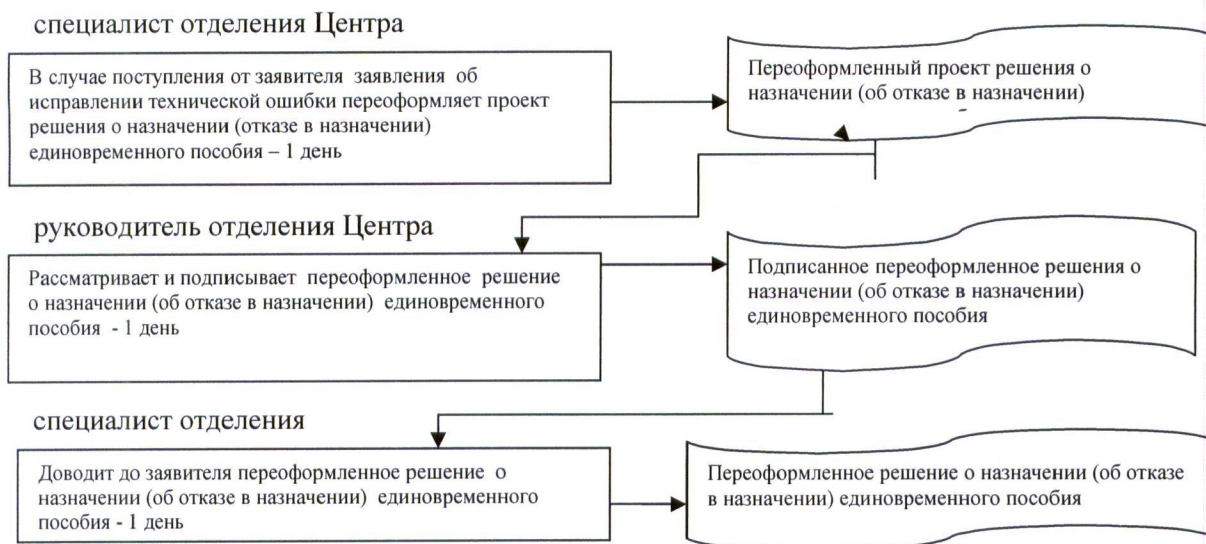 специалист отделения Центра
В случае поступления от заявителя заявления об
исправлении технической ошибки переоформляет проект
решения о назначении (отказе в назначении)
единовременного пособия – 1 день
Переоформленный проект решения о
назначении (об отказе в назначении)
руководитель отделения Центра
Рассматривает и подписывает переоформленное решение
о назначении (об отказе в назначении) единовременного
пособия - 1 день
Подписанное переоформленное решения о
назначении (об отказе в назначении)
единовременного пособия
специалист отделения
Доводит до заявителя переоформленное решение о
назначении (об отказе в назначении) единовременного
пособия - 1 день
Переоформленное решение о назначении (об отказе
в назначении) единовременного пособия